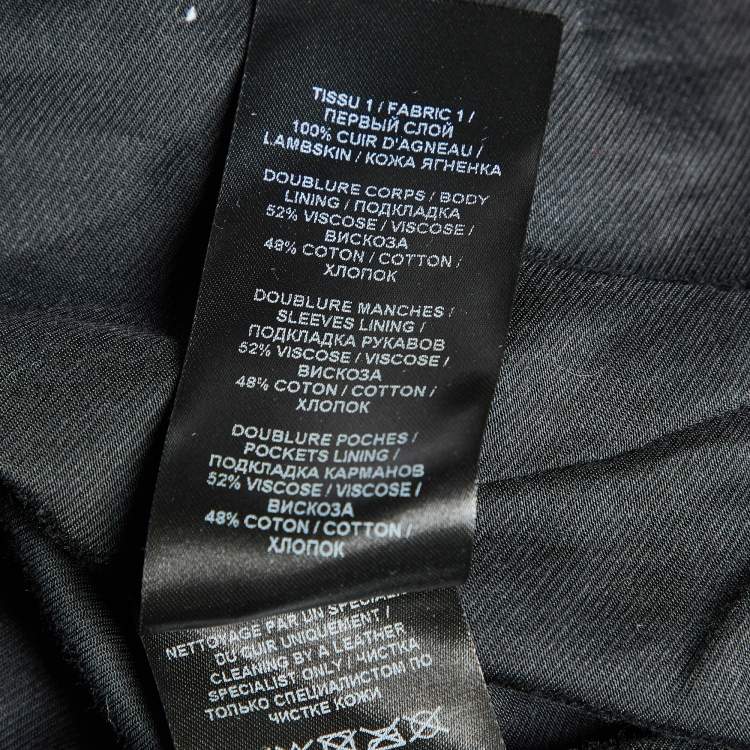 TISSU 1 / FABRIC 1 /
ПЕРВЫЙ СЛОЙ
100% CUIR D'AGNEAU /
LAMBSKIN / КОЖА ЯГНЕНКА
DOUBLURE CORPS / BODY
LINING / ПОДКЛАДКА
52% VISCOSE / VISCOSE /
ВИСКОЗА
48% COTON / COTTON /
ХЛОПОК
DOUBLURE MANCHES /
SLEEVES LINING /
ПОДКЛАДКА РУКАВОВ
52% VISCOSE / VISCOSE /
ВИСКОЗА
48% COTON / COTTON /
ХЛОПОК
DOUBLURE POCHES /
POCKETS LINING /
ПОДКЛАДКА КАРМАНОВ
52% VISCOSE / VISCOSE /
ВИСКОЗА
48% COTON / COTTON /
ХЛОПОК
NETTOYAGE PAR UN
DU CUIR UNIQUEMENT /
CLEANING BY A LEATHER
SPECIALIST ONLY / ЧИСТКА
ТОЛЬКО СПЕЦИАЛИСТОМ ПО
ЧИСТКЕ КОЖИ